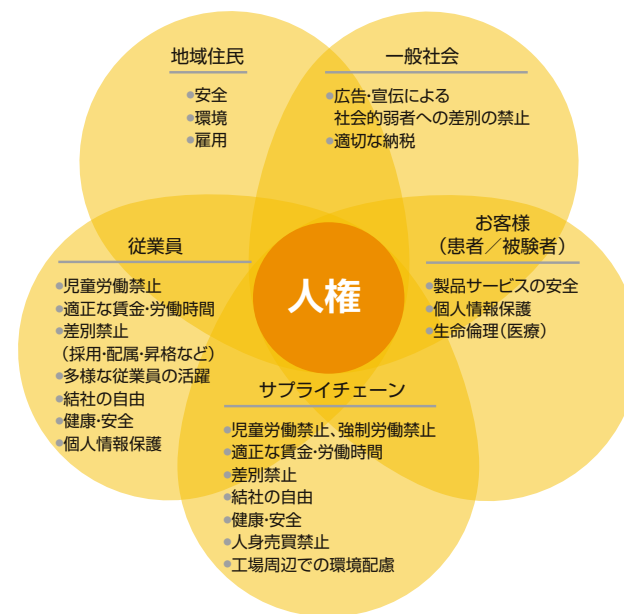 地域住民
●安全
●環境
●雇用
一般社会
●広告・宣伝による
社会的弱者への差別の禁止
●適切な納税
従業員
●児童労働禁止
●適正な賃金・労働時間
●差別禁止
（採用・配属・昇格など）
●多様な従業員の活躍
●結社の自由
●健康・安全
●個人情報保護
人権
お客様
（患者／被験者）
●製品サービスの安全
●個人情報保護
●生命倫理（医療）
サプライチェーン
●児童労働禁止、強制労働禁止
●適正な賃金・労働時間
●差別禁止
●結社の自由
●健康・安全
●人身売買禁止
●工場周辺での環境配慮